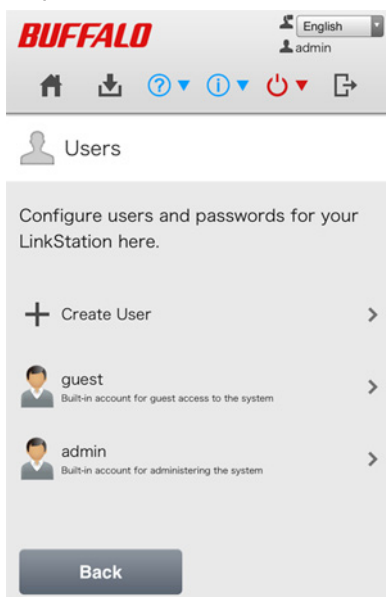 BUFFALO
English
admin
Users
Configure users and passwords for your
LinkStation here.
Create User
guest
Built-in account for guest access to the system
admin
Built-in account for administering the system
Back